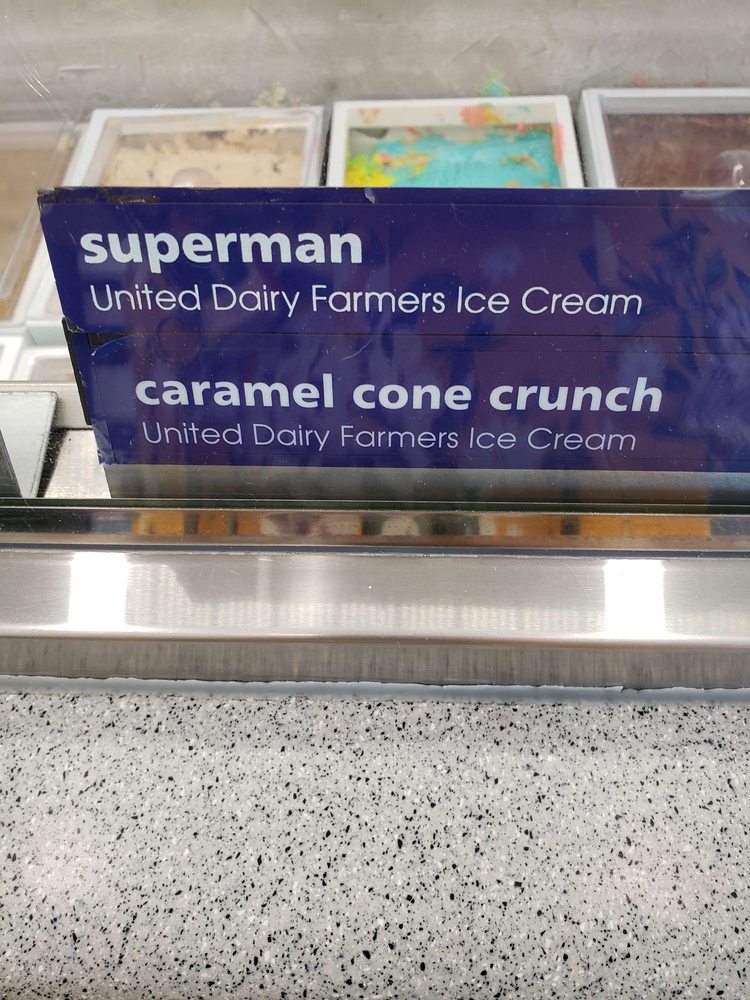 superman
United Dairy Farmers Ice Cream
caramel cone crunch
United Dairy Farmers Ice Cream